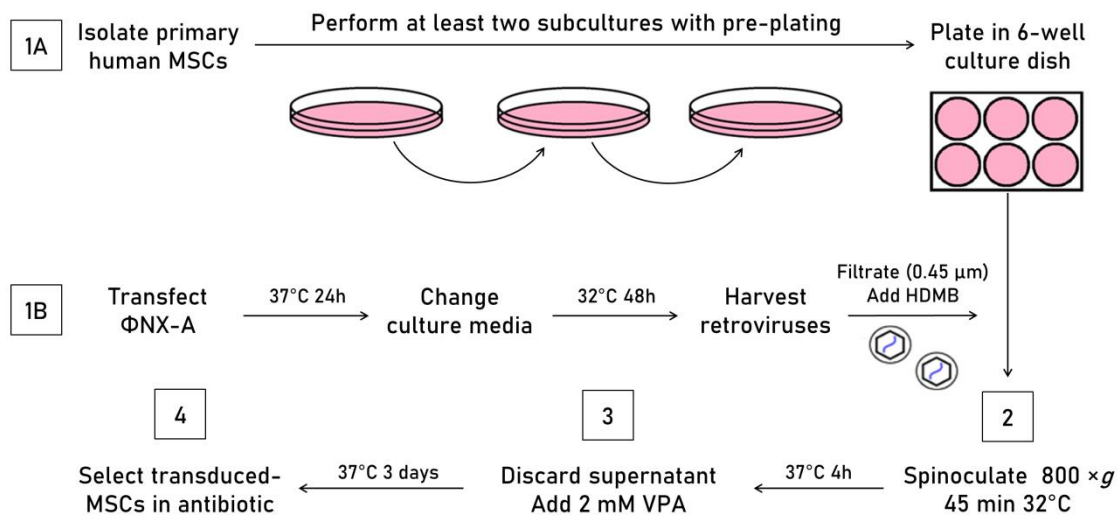 1A
Isolate primary
human MSCs
Perform at least two subcultures with pre-plating
Plate in 6-well
culture dish
1B
Transfect
ΦNX-A
37°C 24h
Change
culture media
32°C 48h
Harvest
retroviruses
Filtrate (0.45 µm)
Add HDMB
2
Spinoculate 800 ×g
45 min 32°C
37°C 4h
3
Discard supernatant
Add 2 mM VPA
37°C 3 days
4
Select transduced-
MSCs in antibiotic